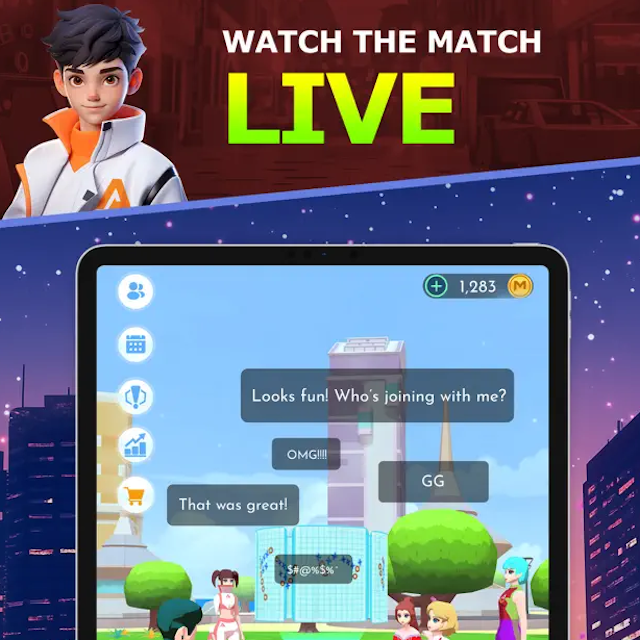 WATCH THE MATCH
LIVE
1,283
M
Looks fun! Who's joining with me?
OMG!!!!
GG
That was great!
$#@%$%^